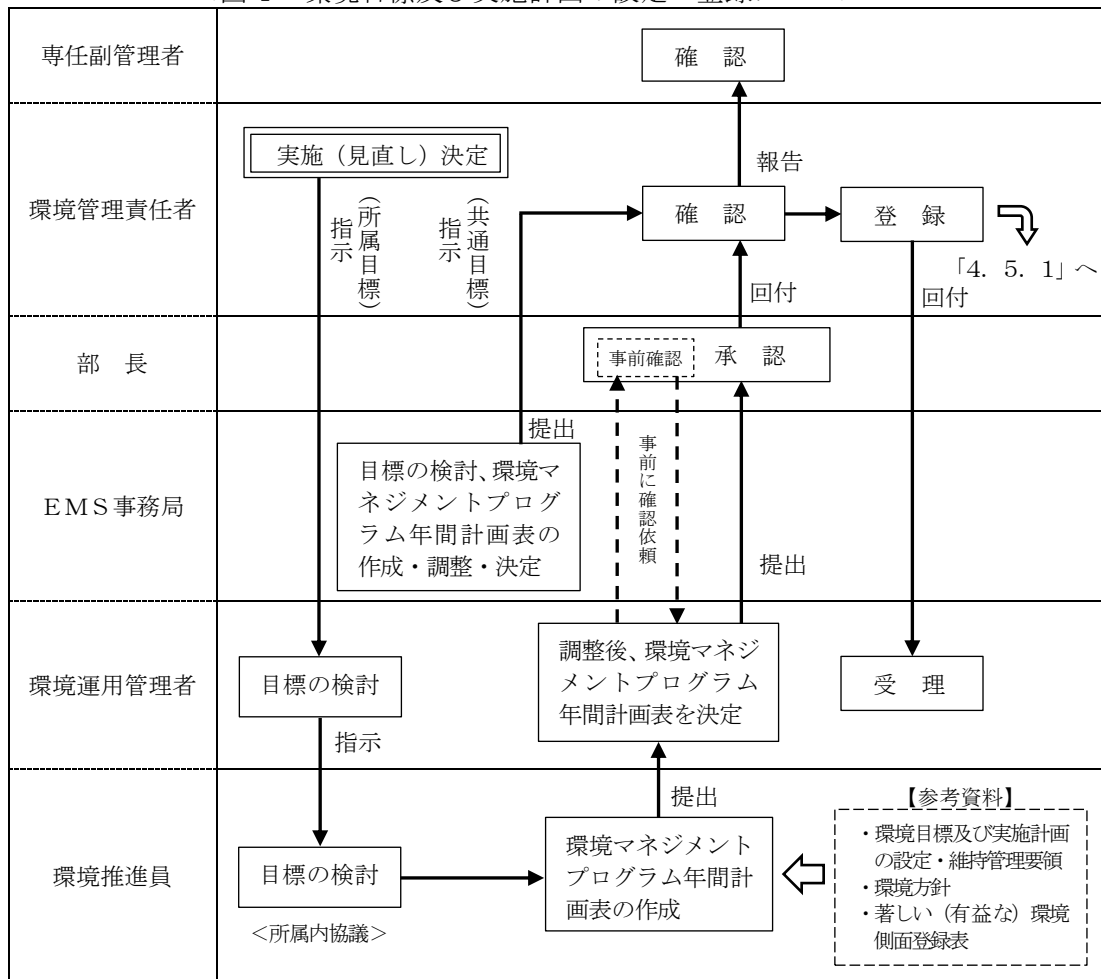 専任副管理者
確 認
実施（見直し）決定
報告
環境管理責任者
指示
（所属目標）
指示
（共通目標）
確 認
登 録
「4．5．1」へ
回付
回付
部 長
事前確認
承 認
提出
EMS事務局
目標の検討、環境マ
ネジメントプログ
ラム年間計画表の
作成・調整・決定
事前に確認依頼
提出
環境運用管理者
目標の検討
調整後、環境マネジ
メントプログラム
年間計画表を決定
受 理
指示
提出
環境推進員
目標の検討
＜所属内協議＞
環境マネジメント
プログラム年間計
画表の作成
【参考資料】
・環境目標及び実施計画
の設定・維持管理要領
・環境方針
・著しい（有益な）環境
側面登録表